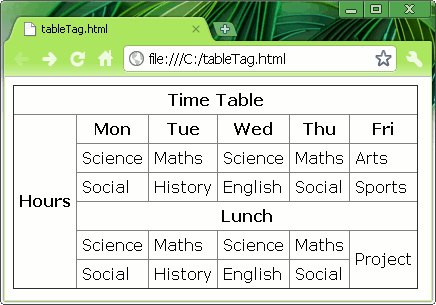 tableTag.html
file:///C:/tableTag.html
Time Table
Hours Mon Tue Wed Thu Fri
Science Maths Science Maths Arts
Social History English Social Sports
Lunch
Science Maths Science Maths Project
Social History English Social